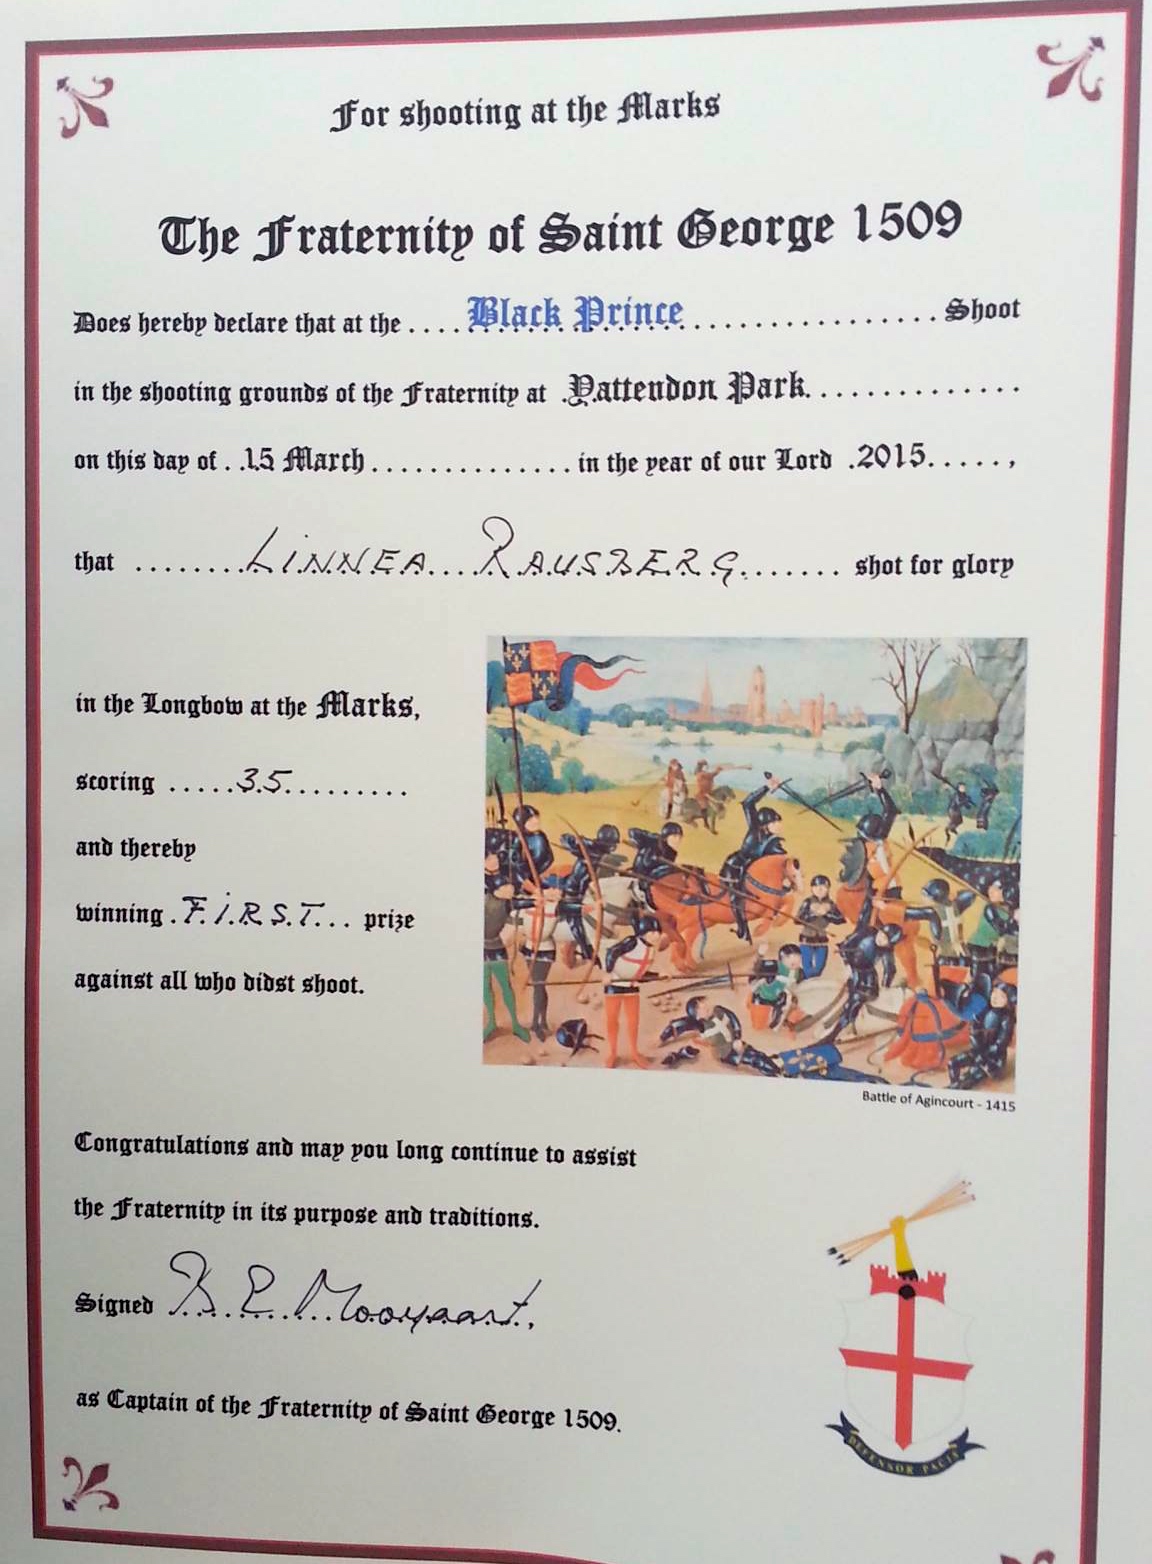 For shooting at the Marks
The Fraternity of Saint George 1509
Does hereby declare that at the .... Black Prince ................ Shoot
in the shooting grounds of the Fraternity at .Pattendon Park.............
on this day of ..15 March.............. in the year of our Lord .2015......,
that ........LINNEA....RAUSBERG....... shot for glory
in the Longbow at the Marks,
scoring .....35.........
and thereby
winning .F.I.R.S.T... prize
against all who didst shoot.
Battle of Agincourt - 1415
Congratulations and may you long continue to assist
the Fraternity in its purpose and traditions.
Signed
as Captain of the Fraternity of Saint George 1509.
DEFENSOR PACIS